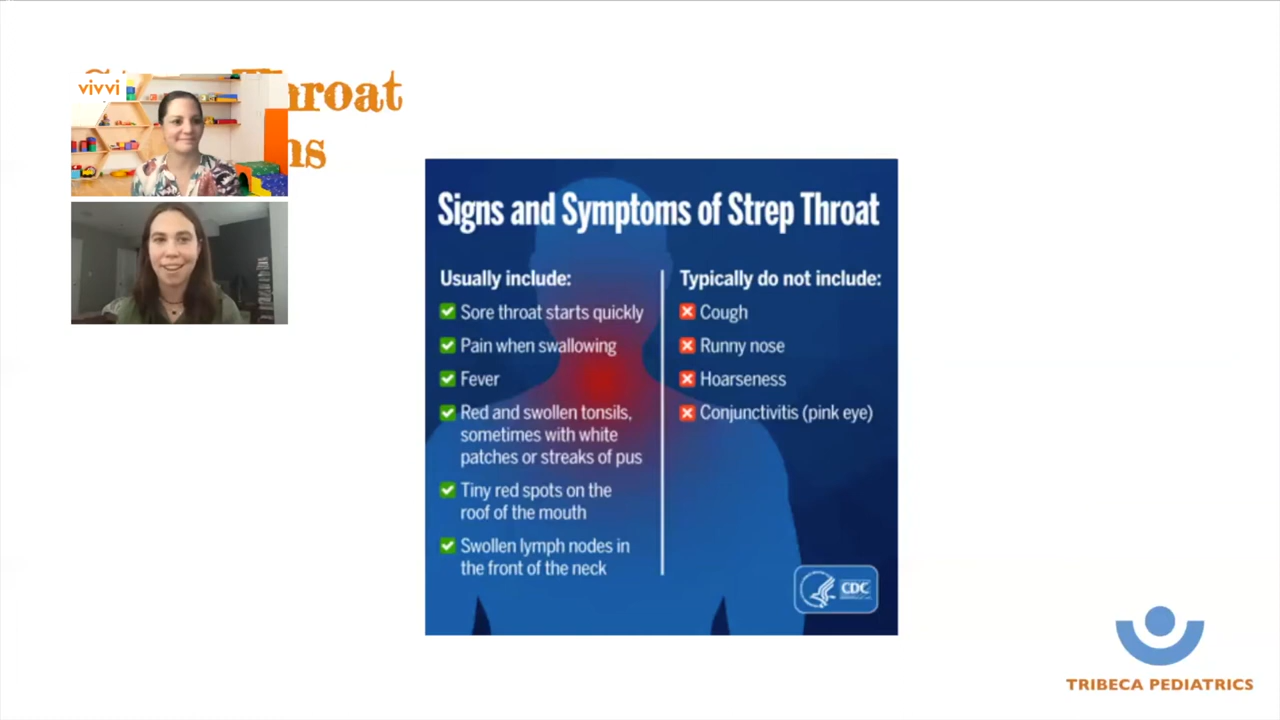 vivvi
Throat
Signs and Symptoms of Strep Throat
Usually include:
Sore throat starts quickly
Pain when swallowing
Fever
Red and swollen tonsils,
sometimes with white
patches or streaks of pus
Tiny red spots on the
roof of the mouth
Swollen lymph nodes in
the front of the neck
Typically do not include:
Cough
Runny nose
Hoarseness
Conjunctivitis (pink eye)
CDC
TRIBECA PEDIATRICS